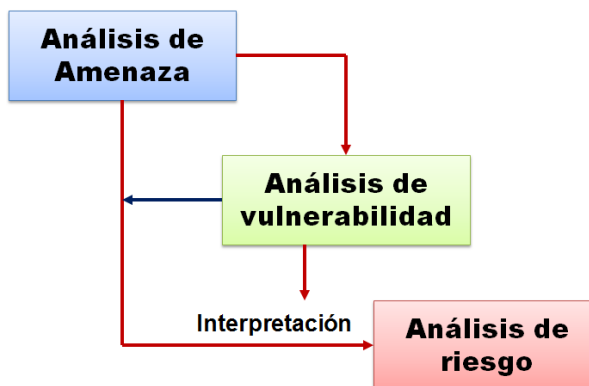 Análisis de
Amenaza
Análisis de
vulnerabilidad
Interpretación
Análisis de
riesgo